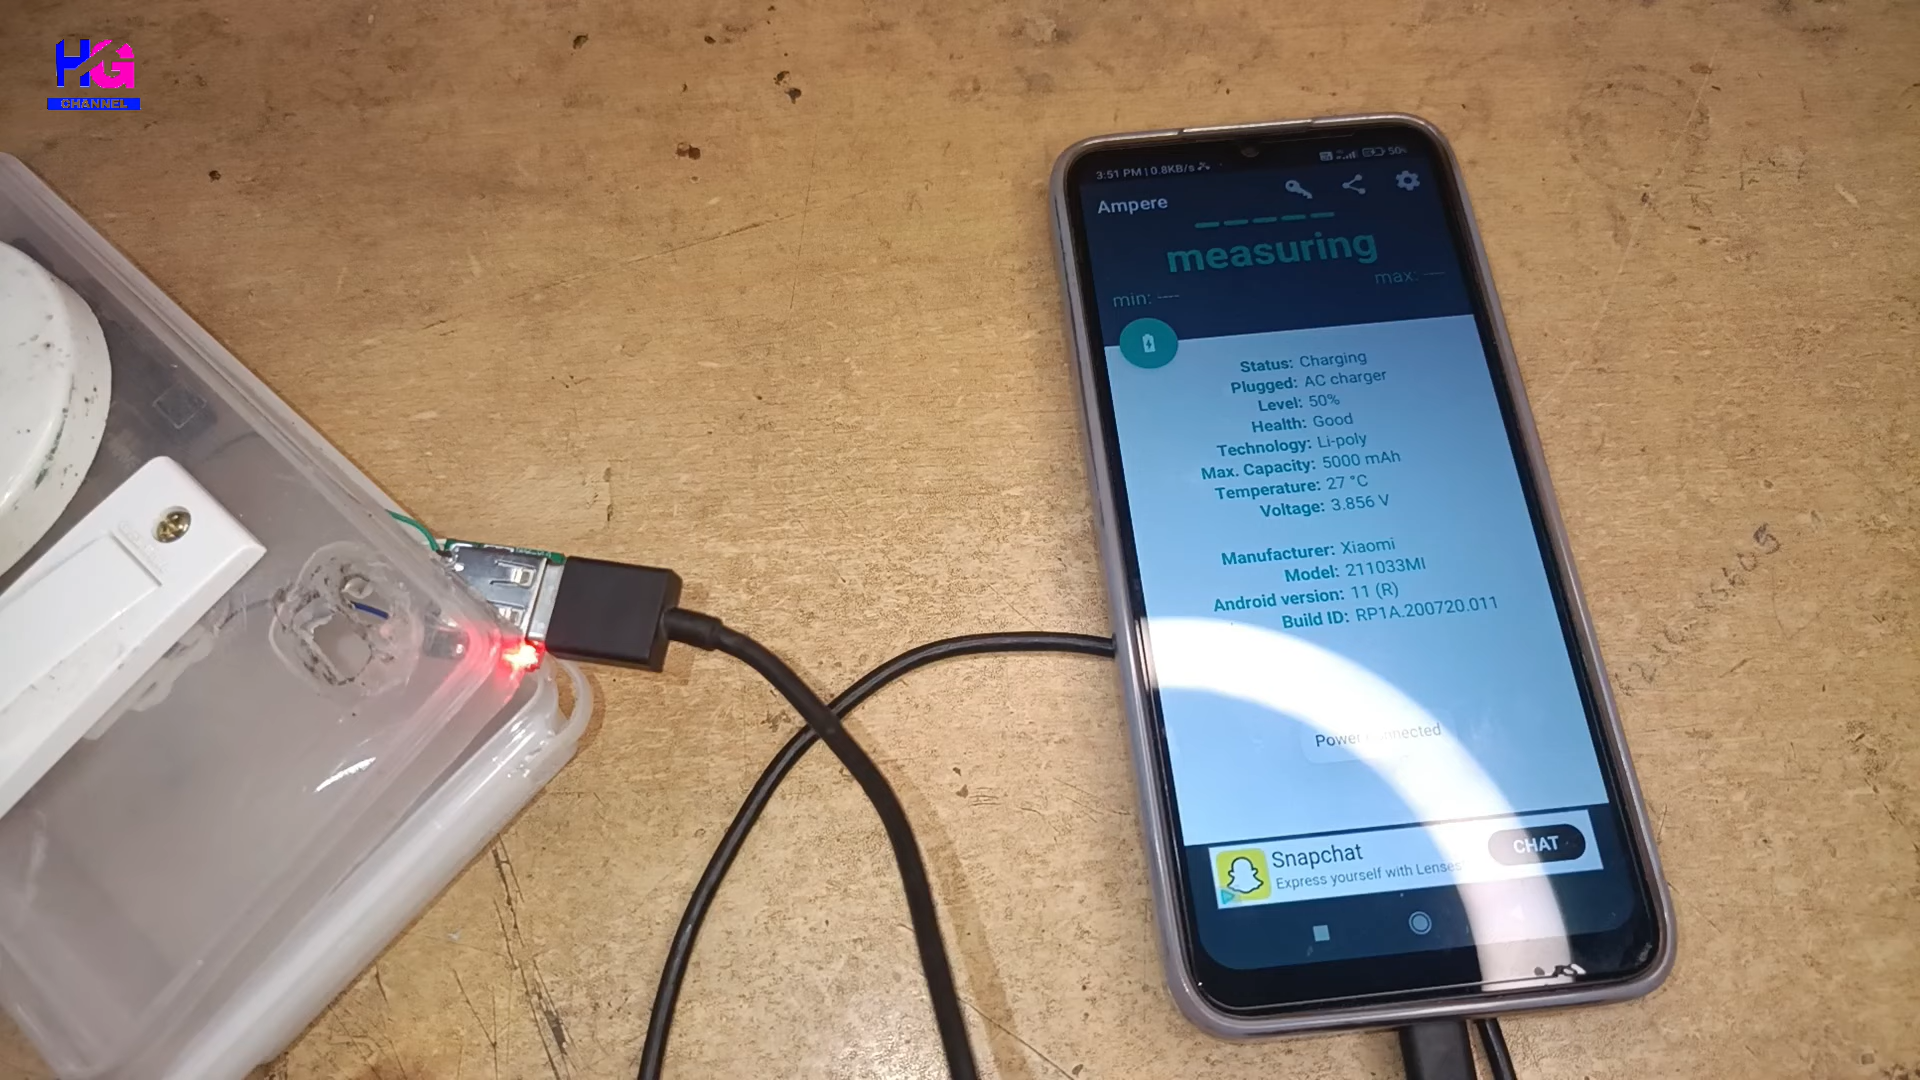 HG
CHANNEL
3:51 PM | 0.8KB/s
50%
Ampere
measuring
max: ----
min: ----
Status: Charging
Plugged: AC charger
Level: 50%
Health: Good
Technology: Li-poly
Max. Capacity: 5000 mAh
Temperature: 27 °C
Voltage: 3.856 V
Manufacturer: Xiaomi
Model: 211033MI
Android version: 11 (R)
Build ID: RP1A.200720.011
Power connected
Snapchat
Express yourself with Lenses
CHAT